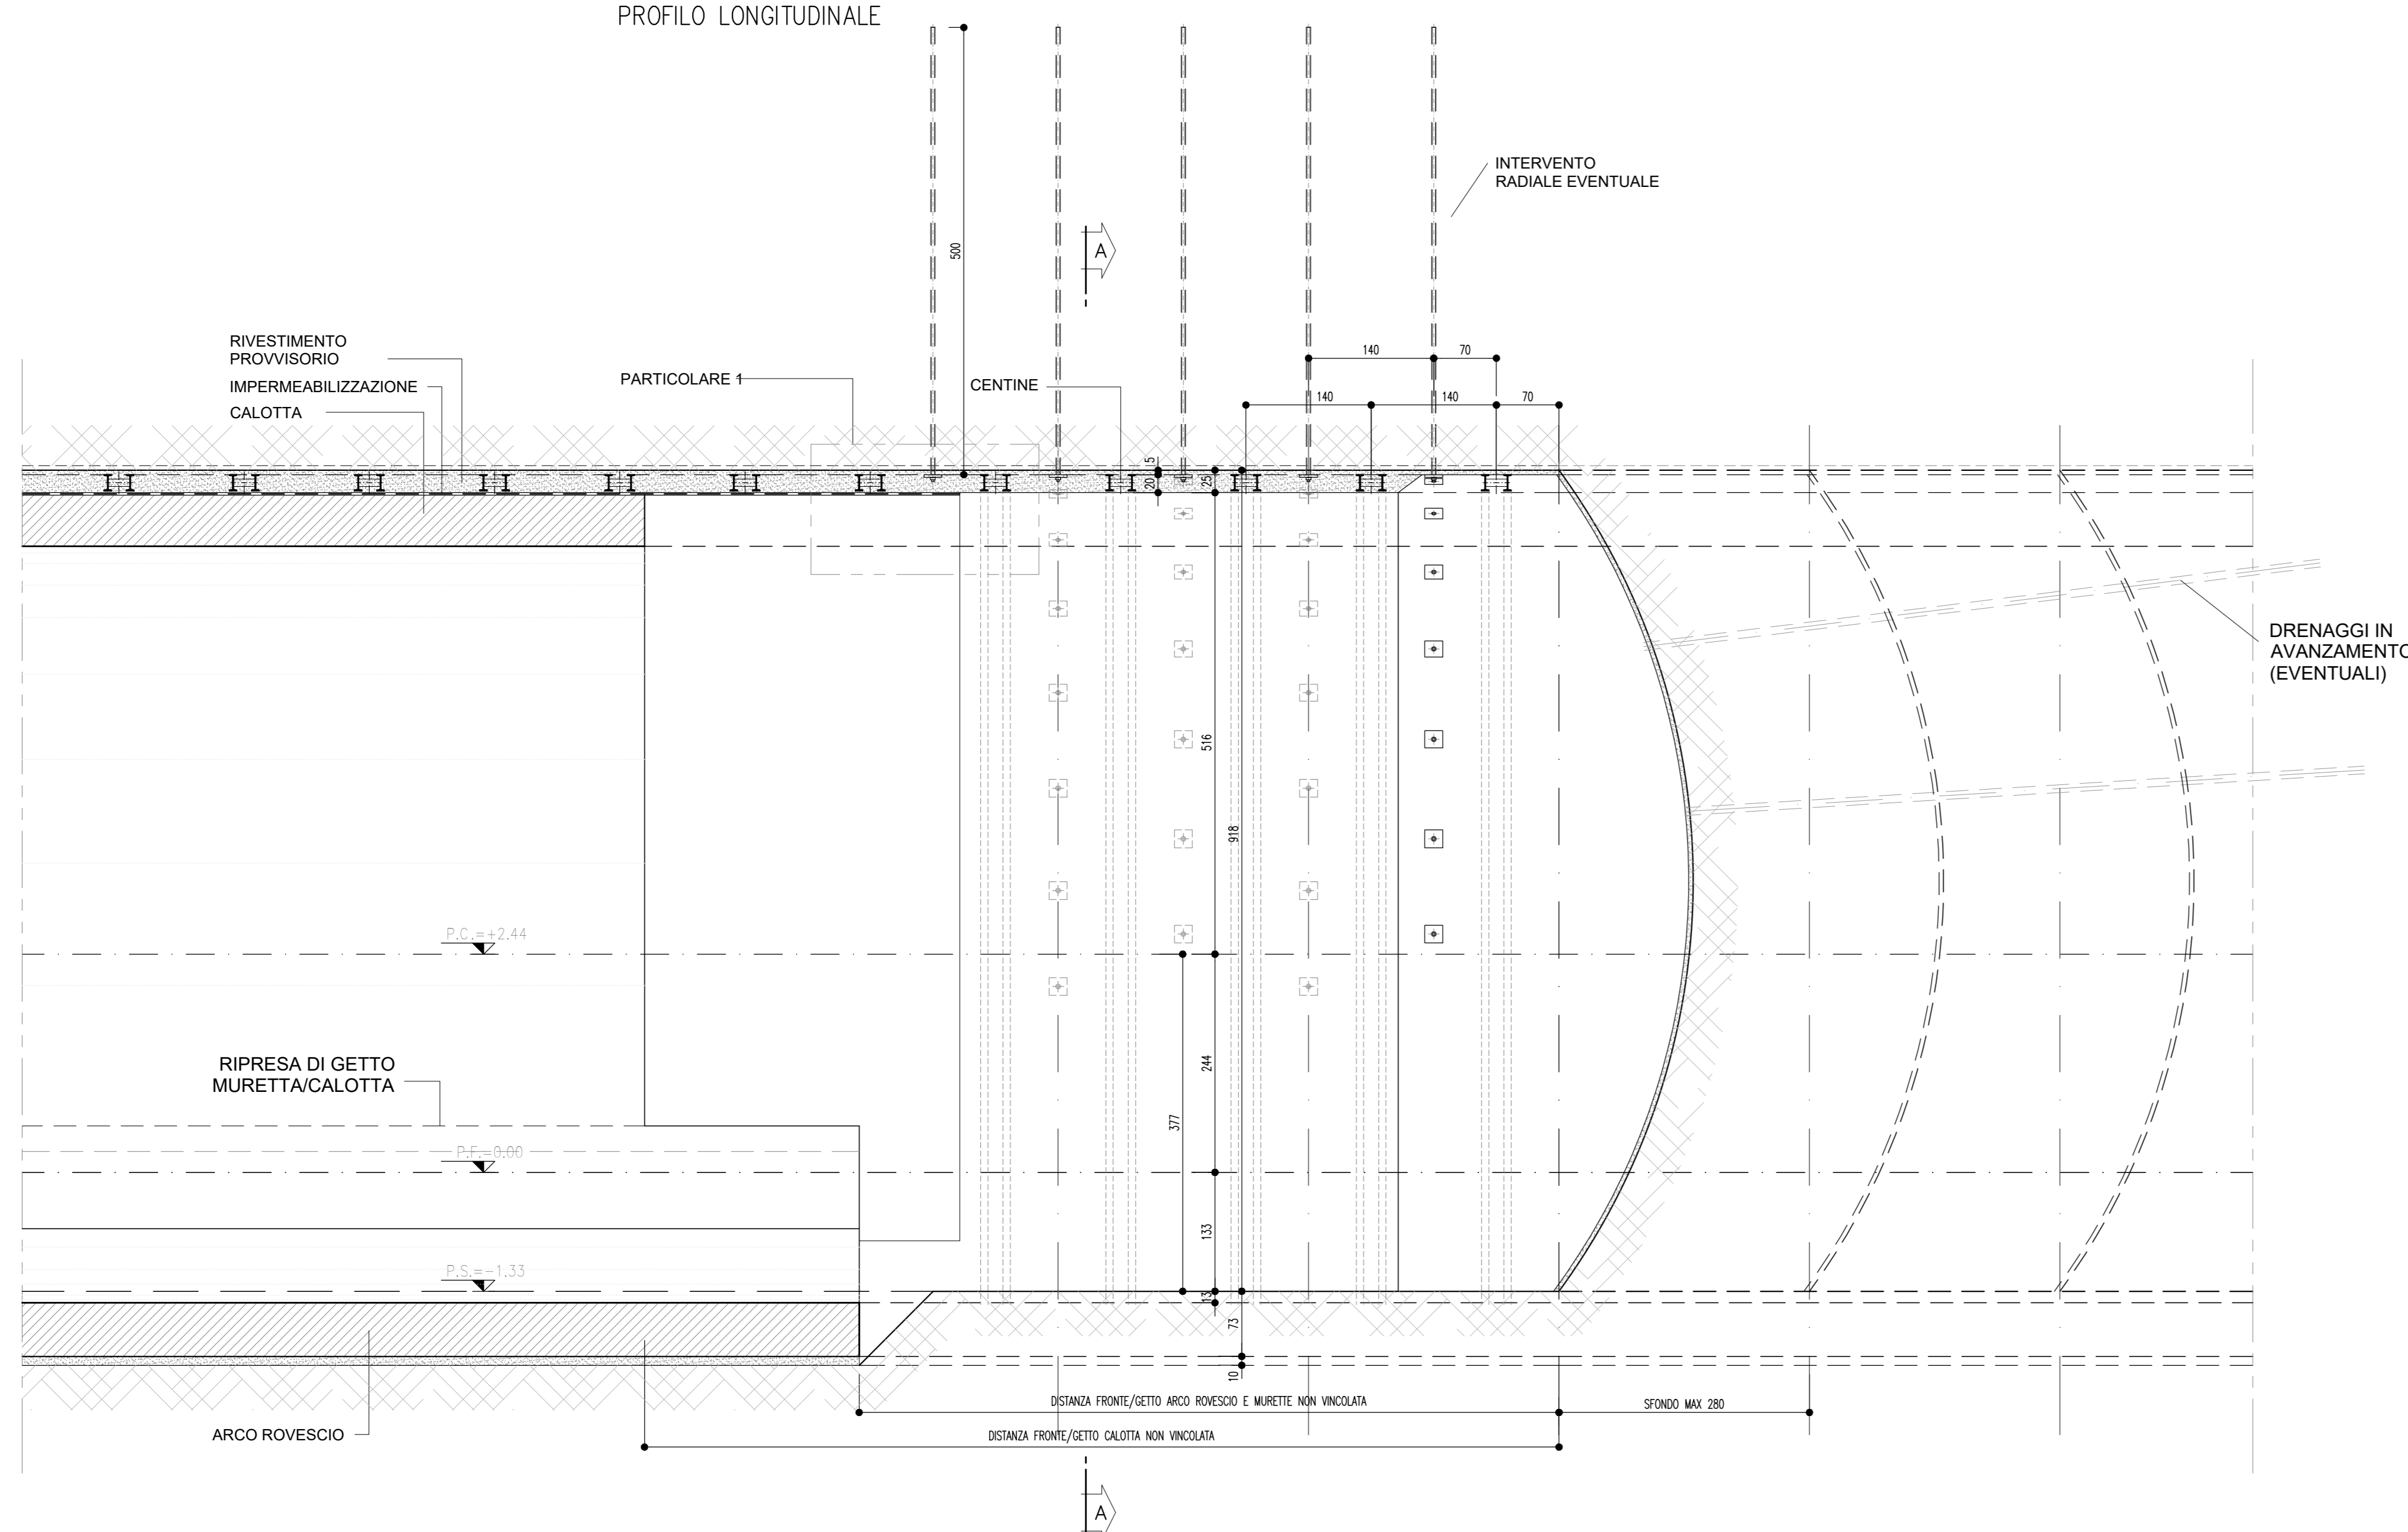 PROFILO LONGITUDINALE
INTERVENTO
RADIALE EVENTUALE
500
A
RIVESTIMENTO
PROVVISORIO
IMPERMEABILIZZAZIONE
CALOTTA
PARTICOLARE 1
CENTINE
140
70
140
140
70
5
20
25
DRENAGGI IN
AVANZAMENTO
(EVENTUALI)
516
918
P.C.=+2.44
RIPRESA DI GETTO
MURETTA/CALOTTA
244
377
P.F.=0.00
133
P.S.=-1.33
13
73
10
DISTANZA FRONTE/GETTO ARCO ROVESCIO E MURETTE NON VINCOLATA
SFONDO MAX 280
ARCO ROVESCIO
DISTANZA FRONTE/GETTO CALOTTA NON VINCOLATA
A